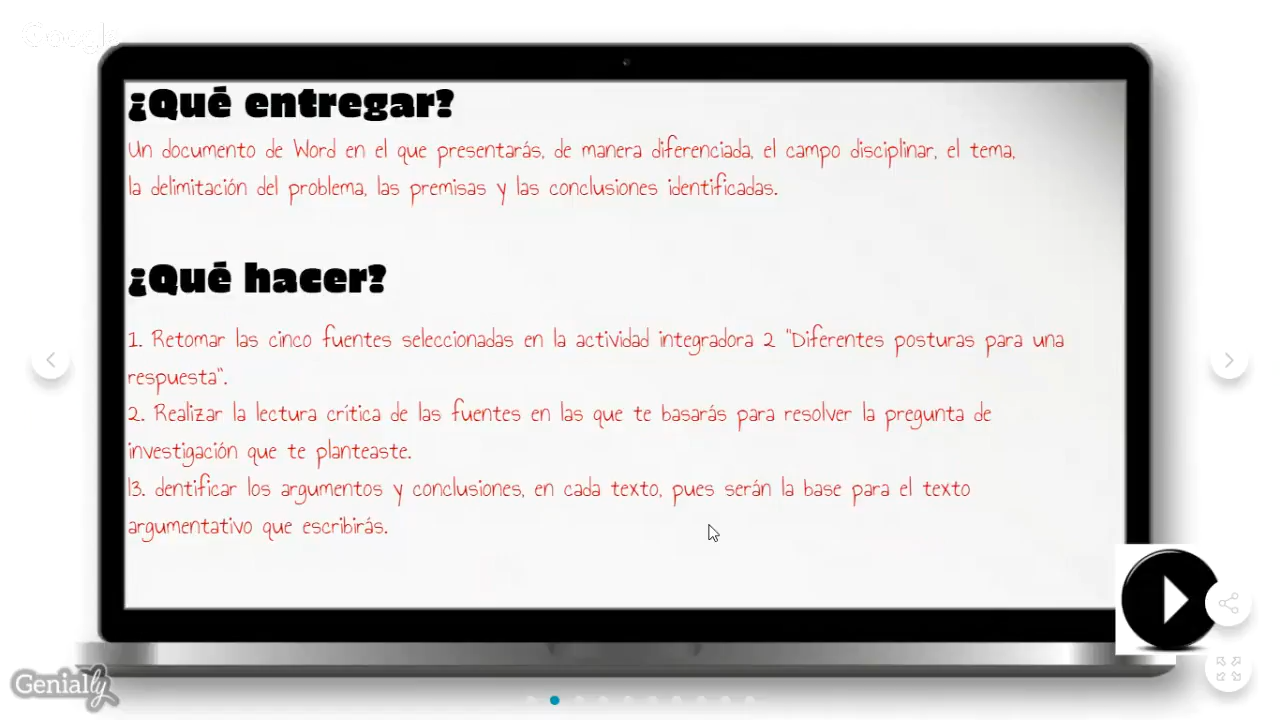 Google
¿Qué entregar?
Un documento de Word en el que presentarás, de manera diferenciada, el campo disciplinar, el tema,
la delimitación del problema, las premisas y las conclusiones identificadas.
¿Qué hacer?
1. Retomar las cinco fuentes seleccionadas en la actividad integradora 2 "Diferentes posturas para una
respuesta".
2. Realizar la lectura crítica de las fuentes en las que te basarás para resolver la pregunta de
investigación que te planteaste.
I3. dentificar los argumentos y conclusiones, en cada texto, pues serán la base para el texto
argumentativo que escribirás.
Genially